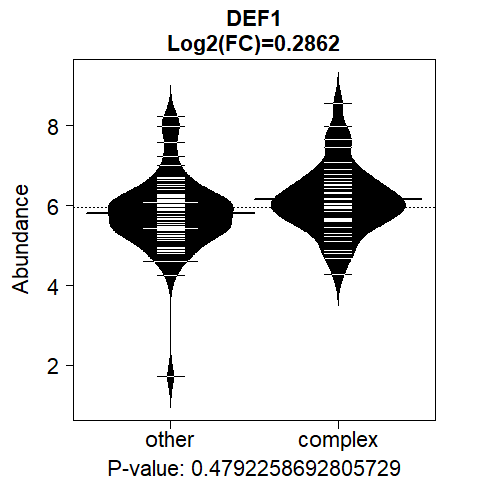 DEF1
Log2(FC)=0.2862
Abundance
8
6
4
2
other complex
P-value: 0.4792258692805729